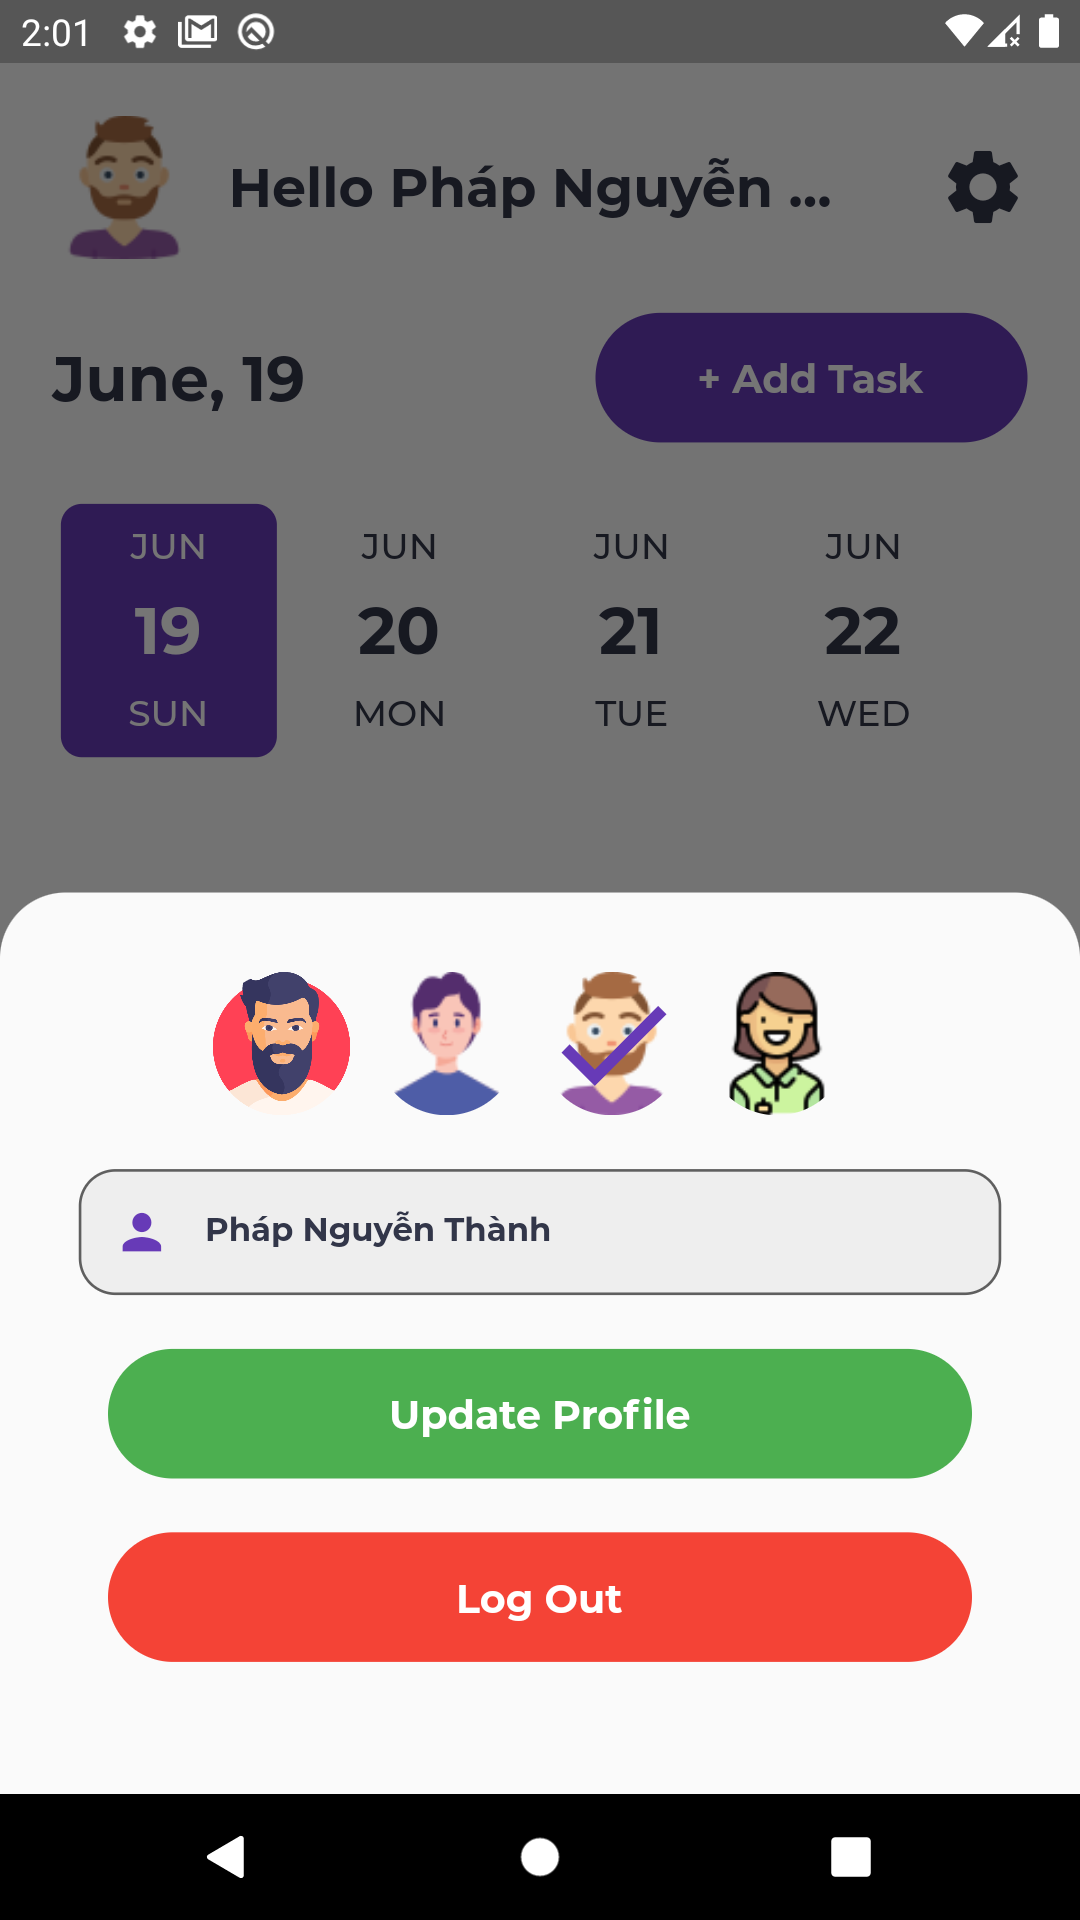 2:01
Hello Pháp Nguyễn ...
June, 19
+ Add Task
JUN JUN JUN JUN
19 20 21 22
SUN MON TUE WED
Pháp Nguyễn Thành
Update Profile
Log Out